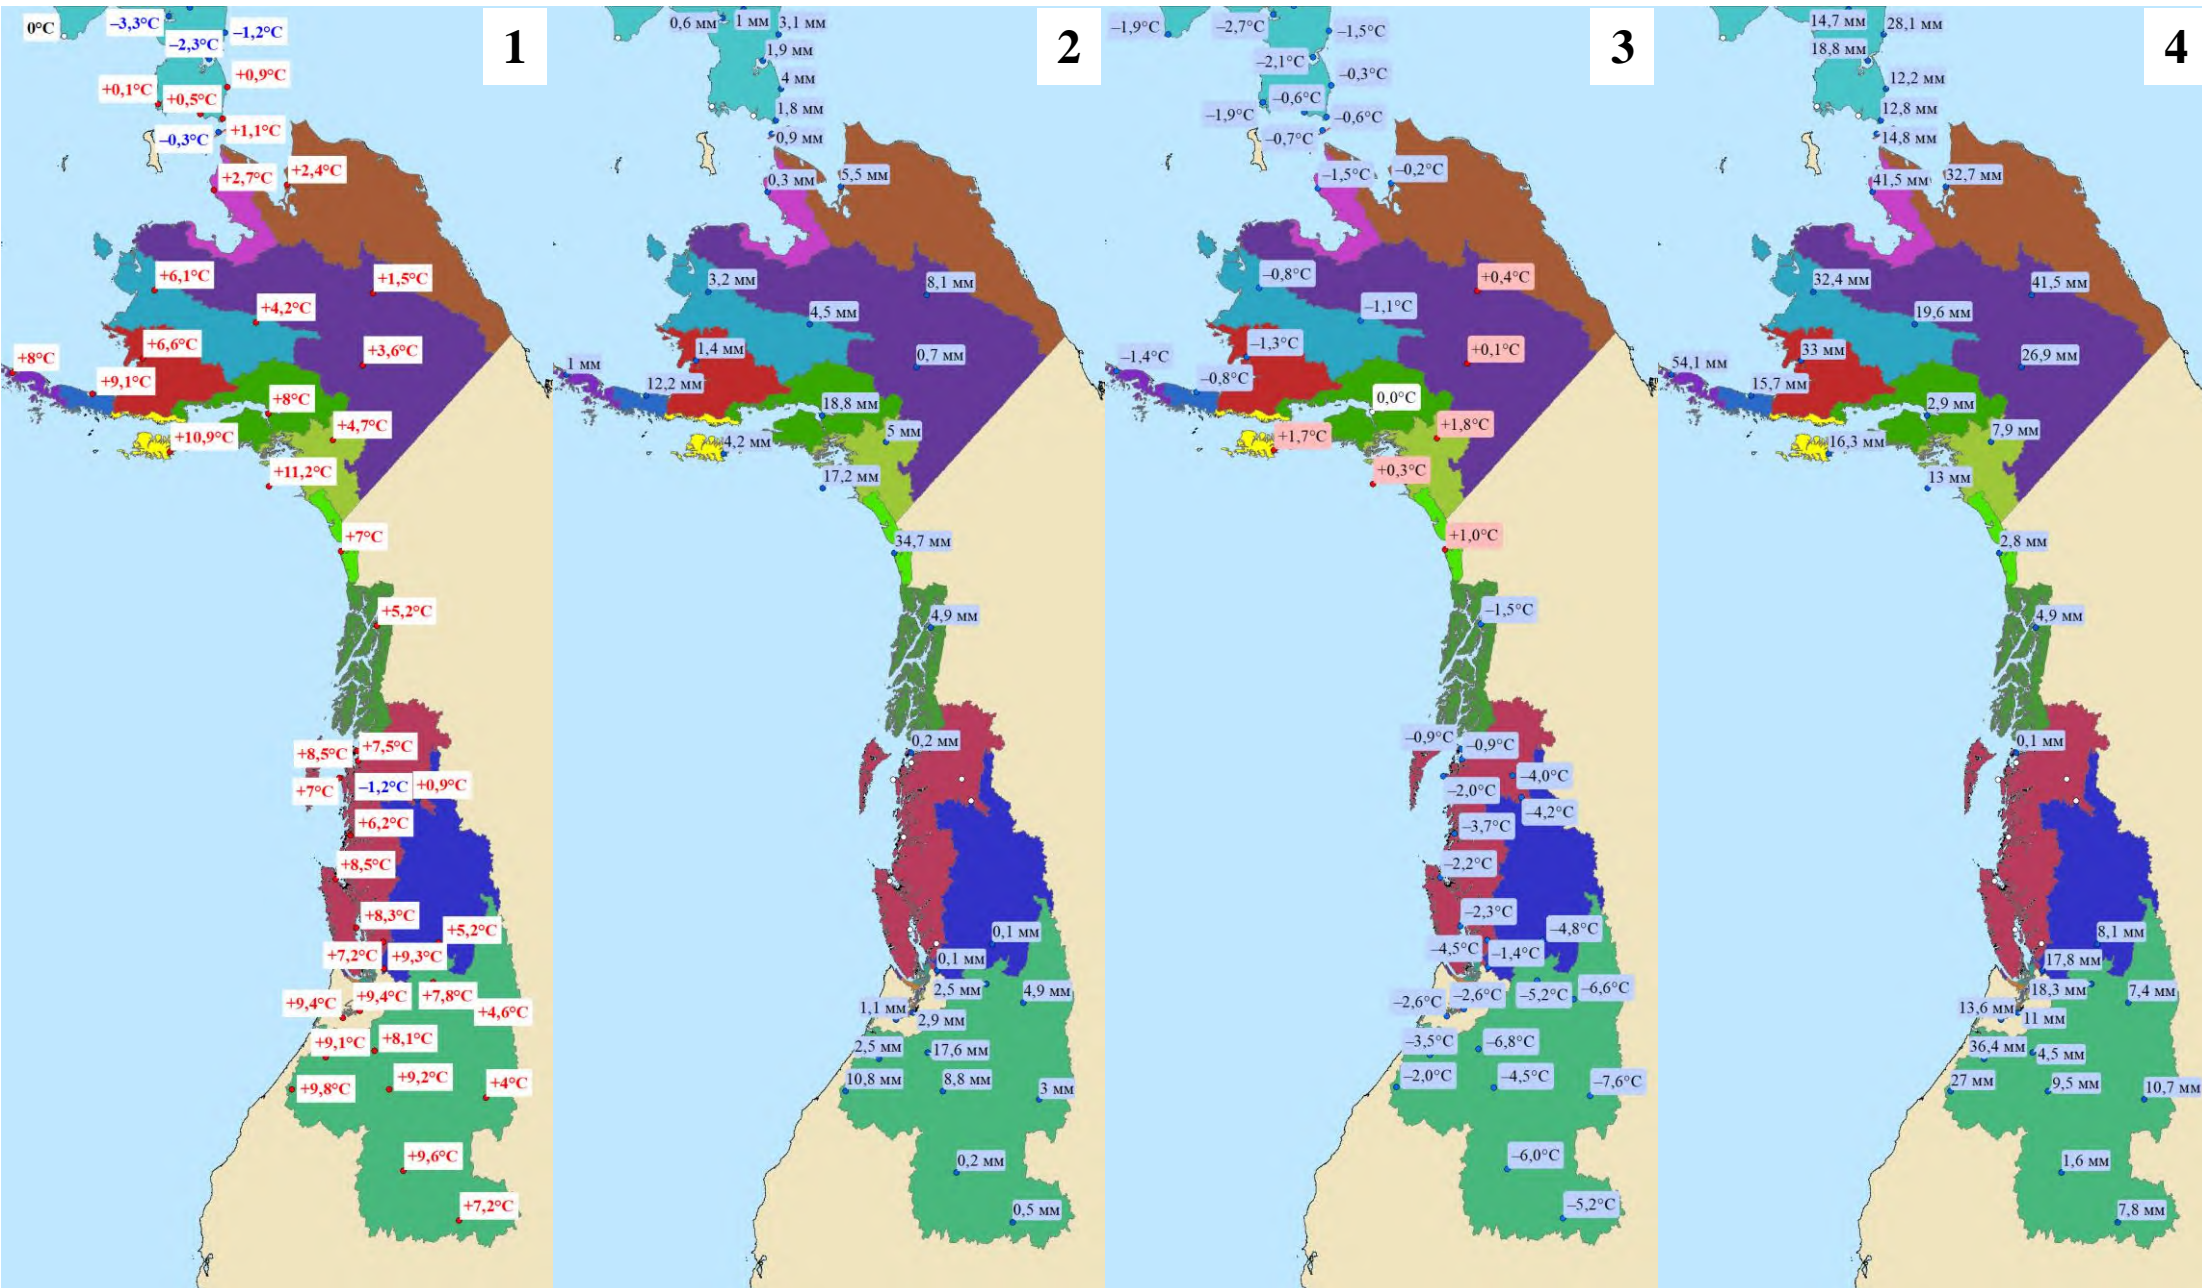 1
0°C
–3,3°C
–1,2°C
–2,3°C
+0,9°C
+0,1°C
+0,5°C
–0,3°C
+1,1°C
+2,7°C
+2,4°C
+6,1°C
+1,5°C
+4,2°C
+6,6°C
+3,6°C
+8°C
+9,1°C
+8°C
+4,7°C
+10,9°C
+11,2°C
+7°C
+5,2°C
+8,5°C
+7,5°C
+7°C
–1,2°C
+0,9°C
+6,2°C
+8,5°C
+8,3°C
+5,2°C
+7,2°C
+9,3°C
+9,4°C
+9,4°C
+7,8°C
+4,6°C
+9,1°C
+8,1°C
+9,8°C
+9,2°C
+4°C
+9,6°C
+7,2°C
2
0,6 мм
1 мм
3,1 мм
1,9 мм
4 мм
1,8 мм
0,9 мм
0,3 мм
5,5 мм
3,2 мм
8,1 мм
4,5 мм
1,4 мм
0,7 мм
1 мм
12,2 мм
18,8 мм
5 мм
4,2 мм
17,2 мм
34,7 мм
4,9 мм
0,2 мм
0,1 мм
0,1 мм
2,5 мм
4,9 мм
1,1 мм
2,9 мм
2,5 мм
17,6 мм
10,8 мм
8,8 мм
3 мм
0,2 мм
0,5 мм
3
–1,9°C
–2,7°C
–1,5°C
–2,1°C
–0,3°C
–0,6°C
–1,9°C
–0,6°C
–0,7°C
–1,5°C
–0,2°C
–0,8°C
+0,4°C
–1,1°C
–1,3°C
+0,1°C
–1,4°C
–0,8°C
0,0°C
+1,7°C
+1,8°C
+0,3°C
+1,0°C
–1,5°C
–0,9°C
–0,9°C
–4,0°C
–2,0°C
–4,2°C
–3,7°C
–2,2°C
–2,3°C
–4,8°C
–4,5°C
–1,4°C
–2,6°C
–2,6°C
–5,2°C
–6,6°C
–3,5°C
–6,8°C
–2,0°C
–4,5°C
–7,6°C
–6,0°C
–5,2°C
4
14,7 мм
28,1 мм
18,8 мм
12,2 мм
12,8 мм
14,8 мм
41,5 мм
32,7 мм
32,4 мм
41,5 мм
19,6 мм
33 мм
26,9 мм
54,1 мм
15,7 мм
2,9 мм
7,9 мм
16,3 мм
13 мм
2,8 мм
4,9 мм
0,1 мм
8,1 мм
17,8 мм
18,3 мм
7,4 мм
13,6 мм
11 мм
36,4 мм
4,5 мм
27 мм
9,5 мм
10,7 мм
1,6 мм
7,8 мм